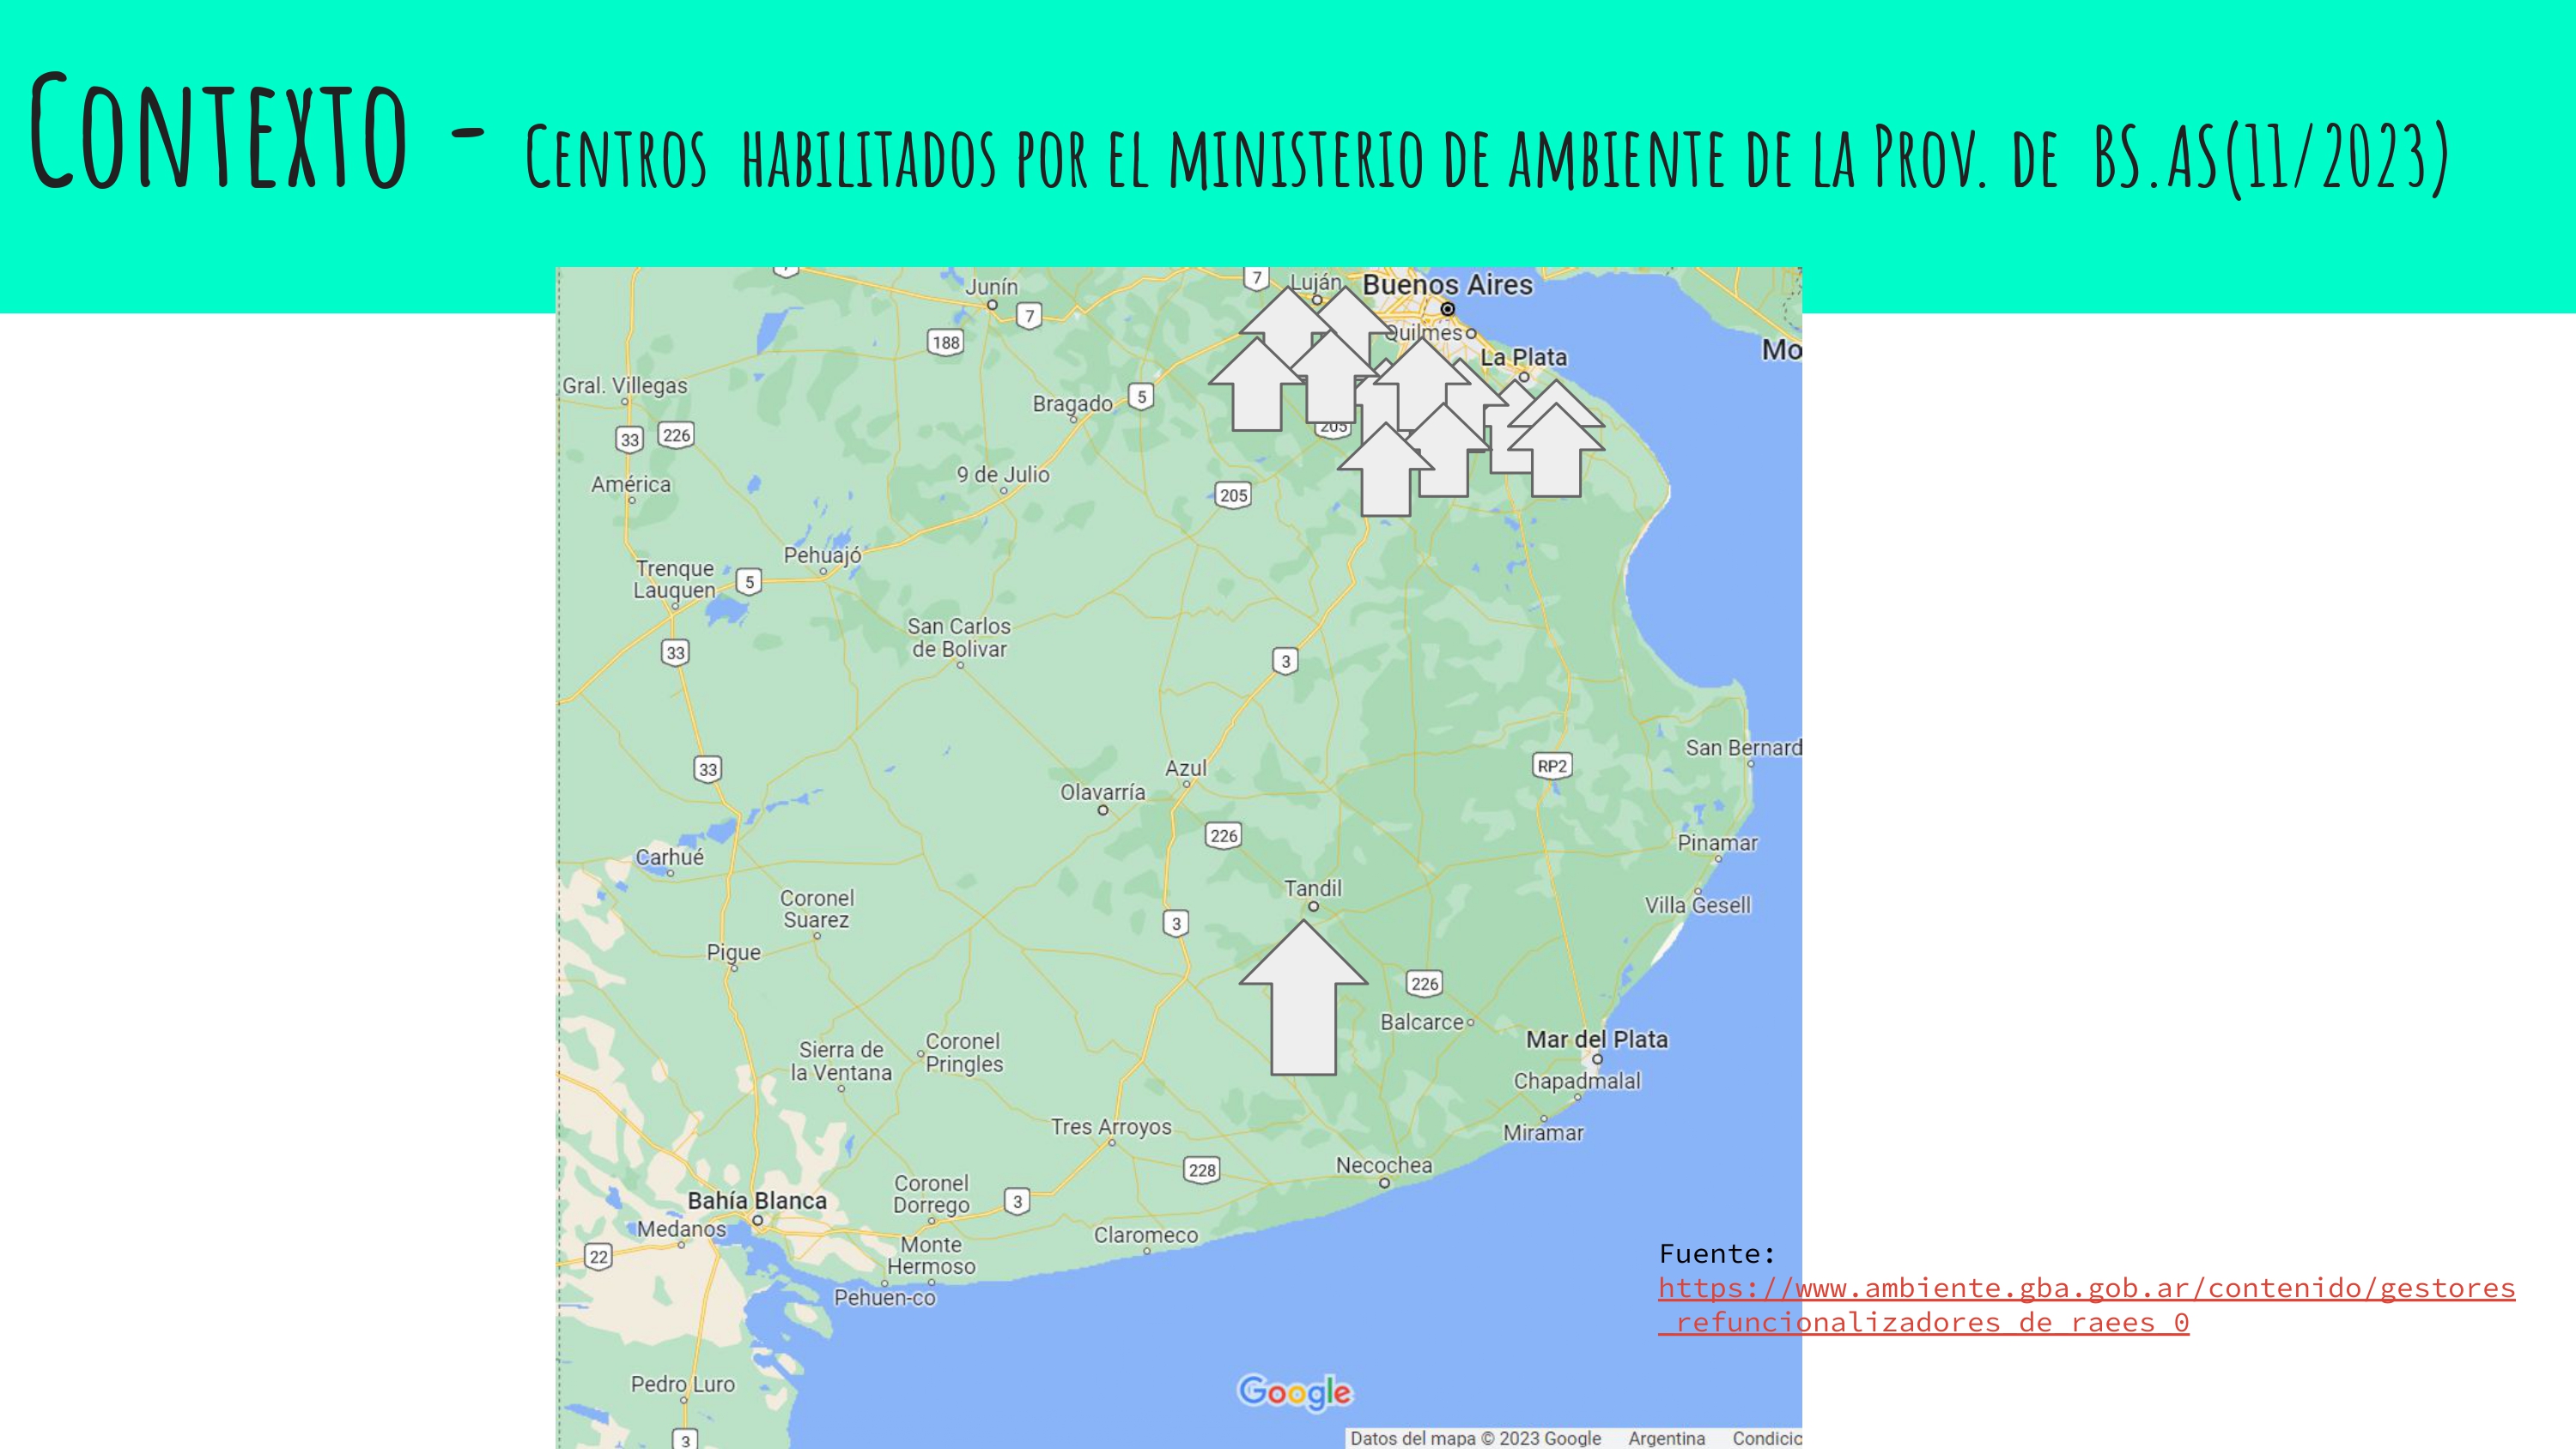 Contexto - Centros habilitados por el ministerio de ambiente de la Prov. de BS.AS(11/2023)
7
Junín
7
188
7
Luján
Buenos Aires
Quilmes
La Plata
Mo
Gral. Villegas
33
226
Bragado
5
205
América
9 de Julio
205
Pehuajó
Trenque
Lauquen
5
San Carlos
de Bolivar
33
3
33
Azul
Olavarría
226
RP2
San Bernard
Pinamar
Carhué
Coronel
Suarez
Tandil
Villa Gesell
3
Pigue
226
Balcarce
Mar del Plata
Sierra de
la Ventana
Coronel
Pringles
Chapadmalal
Tres Arroyos
Miramar
228
Necochea
Coronel
Dorrego
3
Bahía Blanca
Medanos
22
Monte
Hermoso
Claromeco
Pehuen-co
Fuente:
https://www.ambiente.gba.gob.ar/contenido/gestores
_refuncionalizadores_de_raees_0
Pedro Luro
3
Google
Datos del mapa © 2023 Google Argentina Condicio